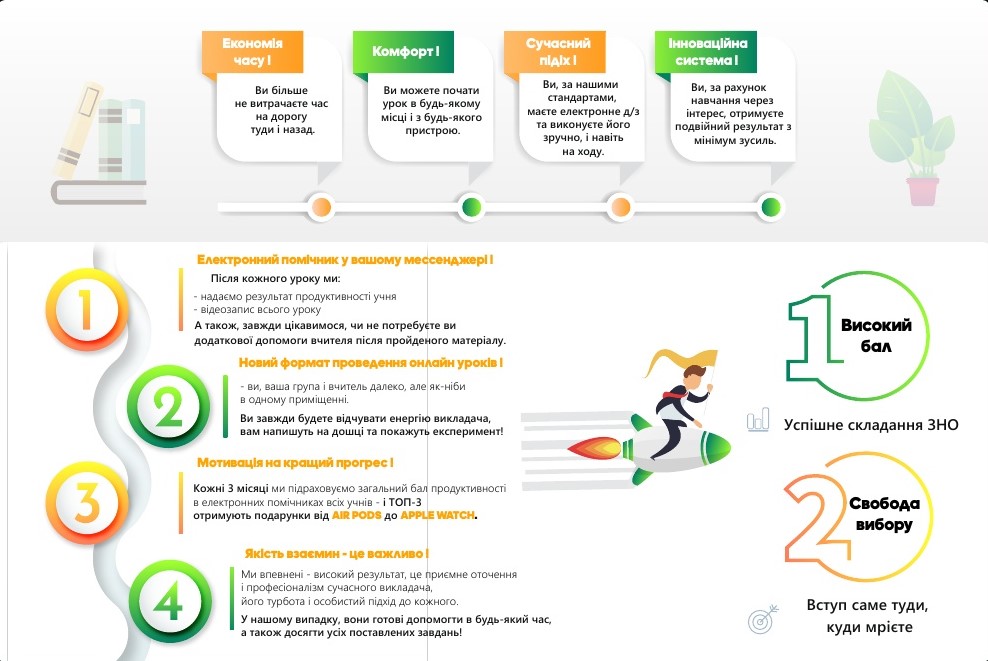 Економія
часу !
Ви більше
не витрачаєте час
на дорогу
туди і назад.
Комфорт !
Ви можете почати
урок в будь-якому
місці і з будь-якого
пристрою.
Сучасний
підіх !
Ви, за нашими
стандартами,
маєте електронне д/з
та виконуєте його
зручно, і навіть
на ходу.
Інноваційна
система !
Ви, за рахунок
навчання через
інтерес, отримуєте
подвійний результат з
мінімум зусиль.
1
Електронний помічник у вашому мессенджері !
Після кожного уроку ми:
- надаємо результат продуктивності учня
- відеозапис всього уроку
А також, завжди цікавимося, чи не потребуєте ви
додаткової допомоги вчителя після пройденого матеріалу.
2
Новий формат проведення онлайн уроків !
- ви, ваша група і вчитель далеко, але як-ніби
в одному приміщенні.
Ви завжди будете відчувати енергію викладача,
вам напишуть на дошці та покажуть експеримент!
3
Мотивація на кращий прогрес !
Кожні 3 місяці ми підраховуємо загальний бал продуктивності
в електронних помічниках всіх учнів - і ТОП-3
отримують подарунки від AIR PODS до APPLE WATCH.
4
Якість взаємин - це важливо !
Ми впевнені - високий результат, це приємне оточення
і професіоналізм сучасного викладача,
його турбота і особистий підхід до кожного.
У нашому випадку, вони готові допомогти в будь-який час,
а також досягти усіх поставлених завдань!
1
Високий
бал
Успішне складання ЗНО
2
Свобода
вибору
Вступ саме туди,
куди мрієте